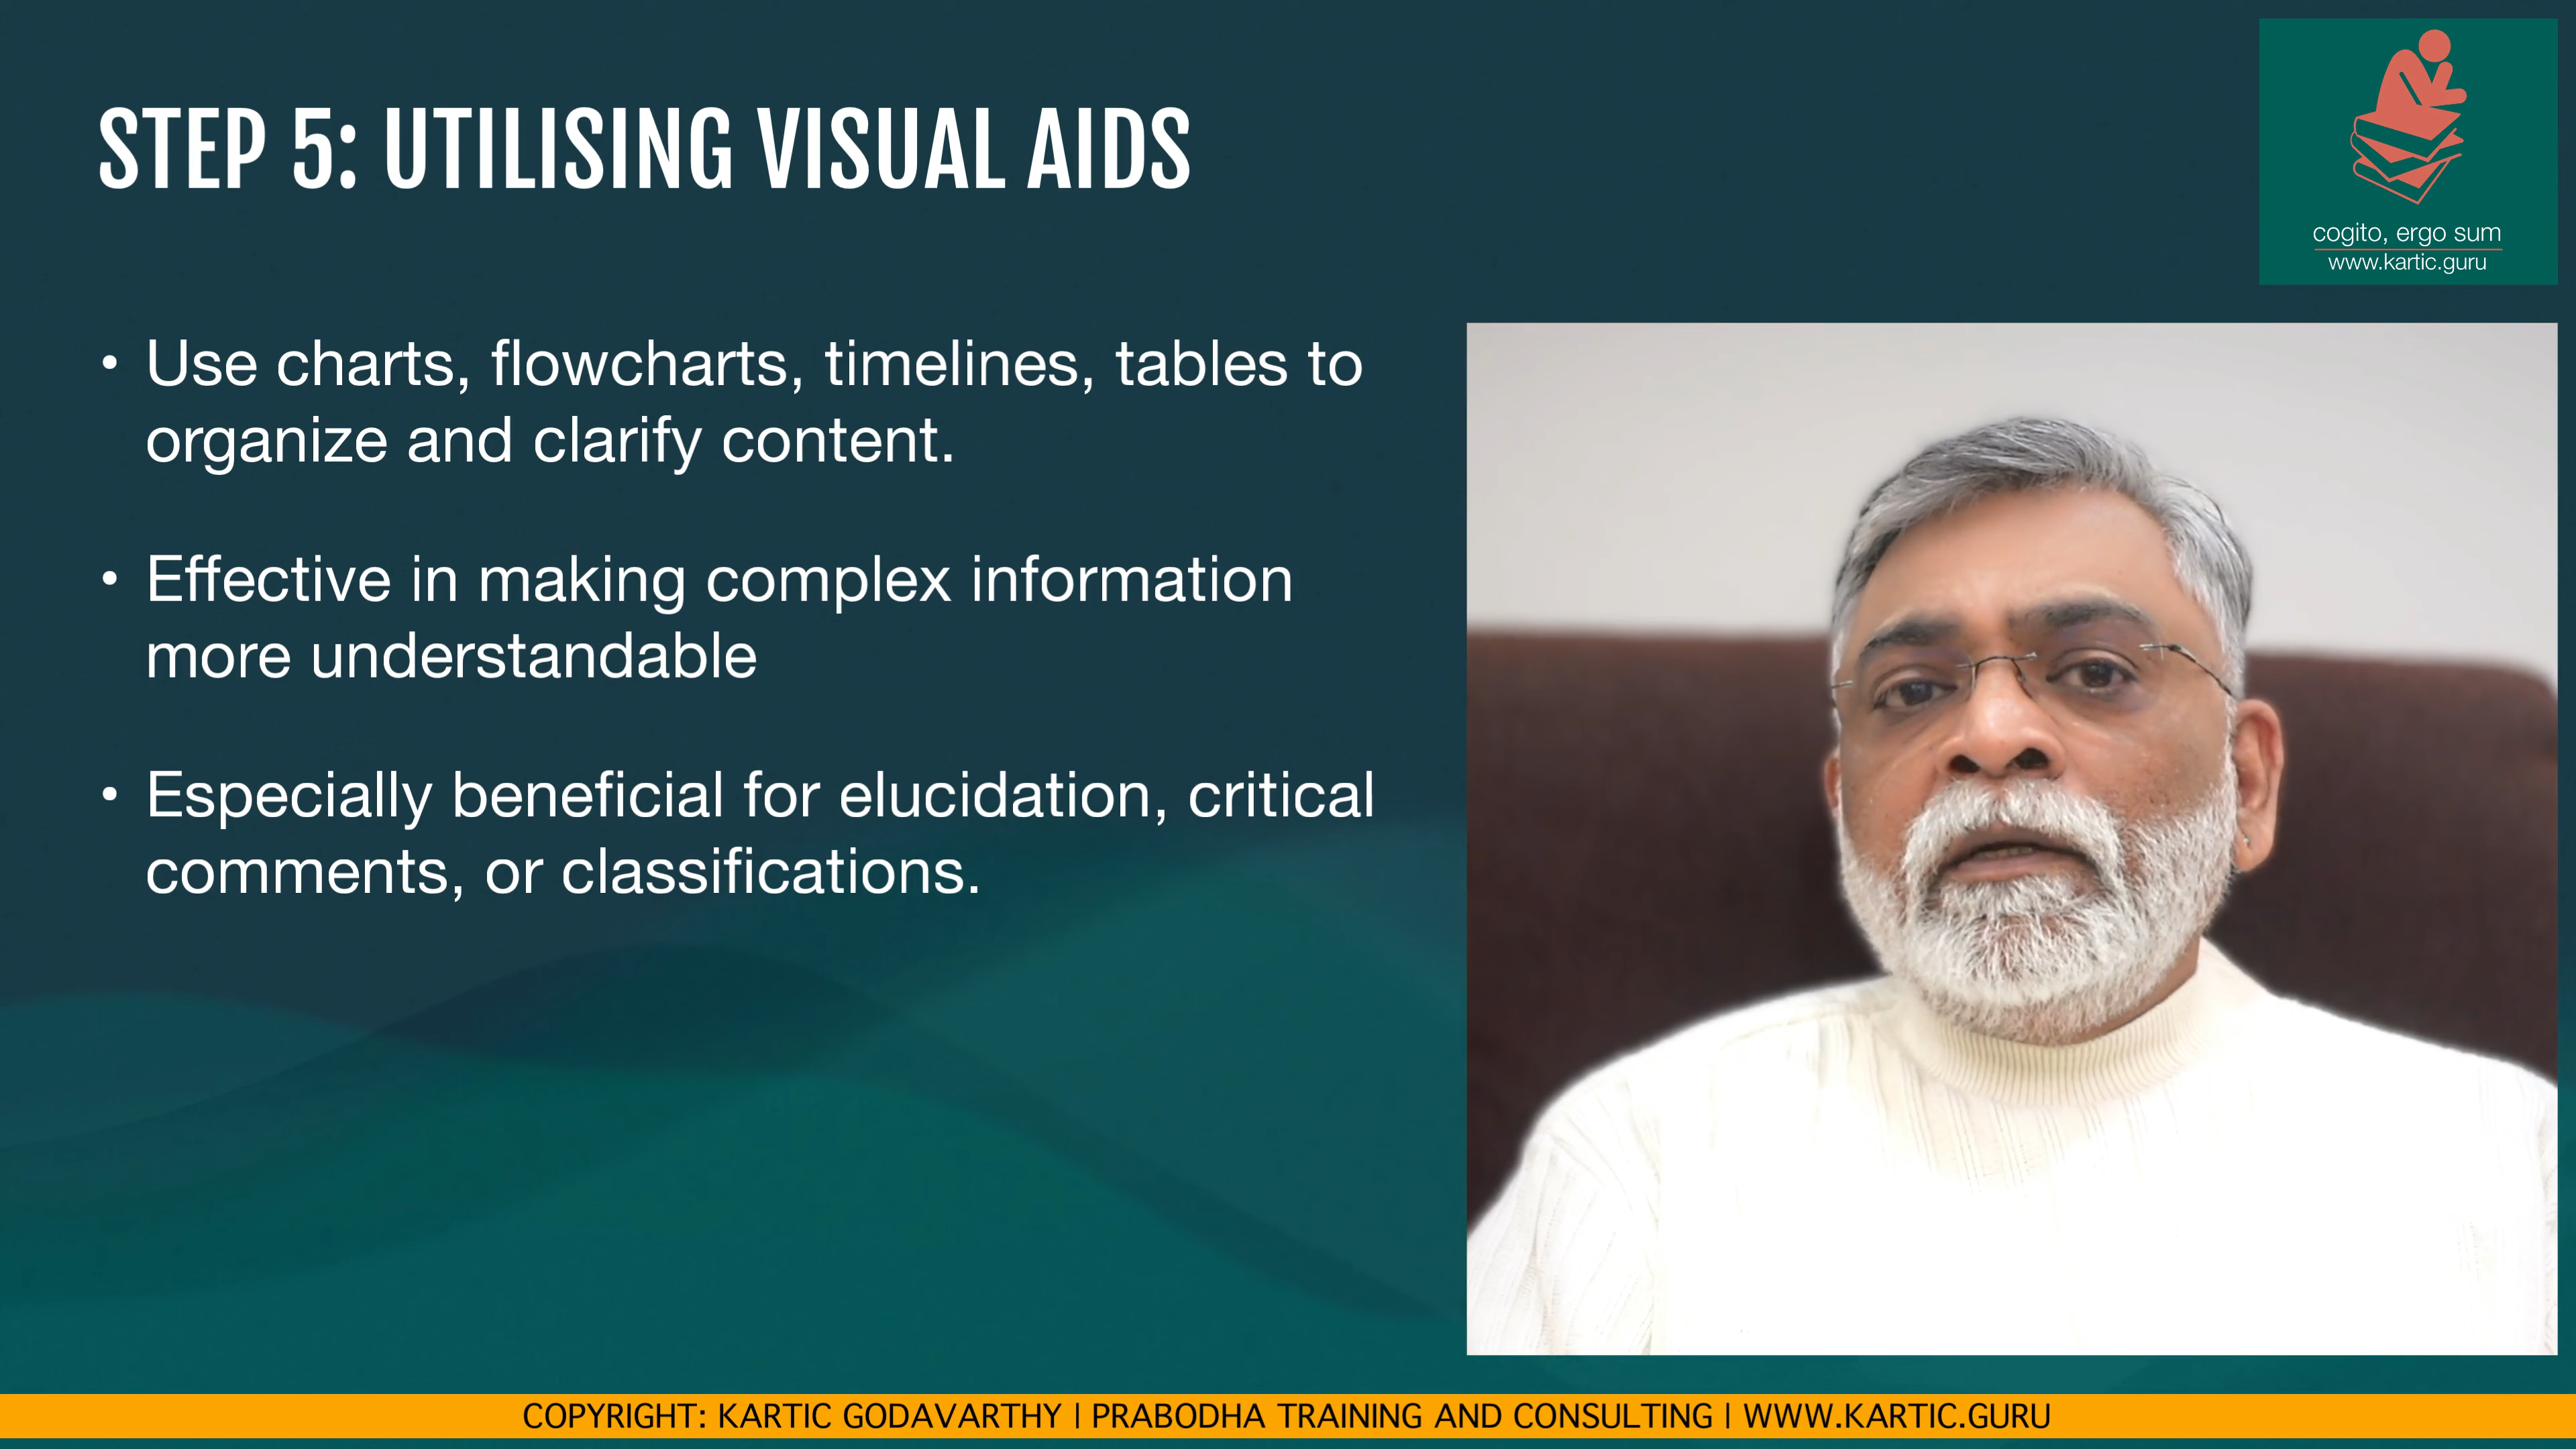 STEP 5: UTILISING VISUAL AIDS
cogito, ergo sum
www.kartic.guru
• Use charts, flowcharts, timelines, tables to
organize and clarify content.
• Effective in making complex information
more understandable
• Especially beneficial for elucidation, critical
comments, or classifications.
COPYRIGHT: KARTIC GODAVARTHY | PRABODHA TRAINING AND CONSULTING | WWW.KARTIC.GURU